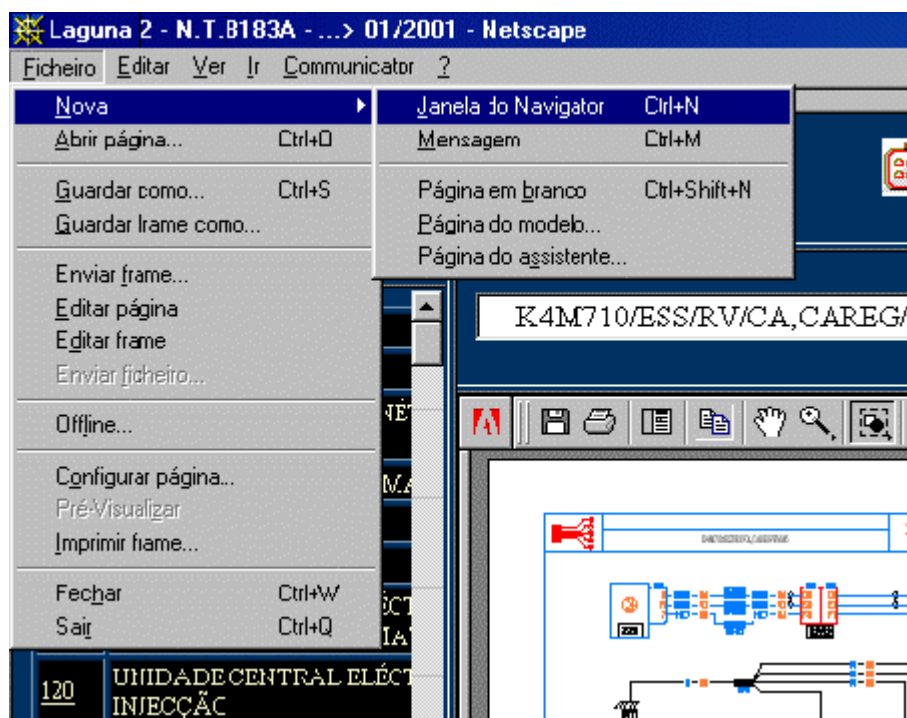 Laguna 2 - N.T.8183A - ...> 01/2001 - Netscape
Ficheiro Editar Ver Ir Communicator ?
Nova
Abrir página... Ctrl+O
Guardar como... Ctrl+S
Guardar frame como...
Enviar frame...
Editar página
Editar frame
Enviar ficheiro...
Offline...
Configurar página...
Pré-Visualizar
Imprimir frame...
Fechar Ctrl+W
Sair Ctrl+Q
Janela do Navigator Ctrl+N
Mensagem Ctrl+M
Página em branco Ctrl+Shift+N
Página do modelo...
Página do assistente...
K4M710/ESS/RV/CA,CAREG/
120 UNIDADE CENTRAL ELÉCT
INJECÇÃO